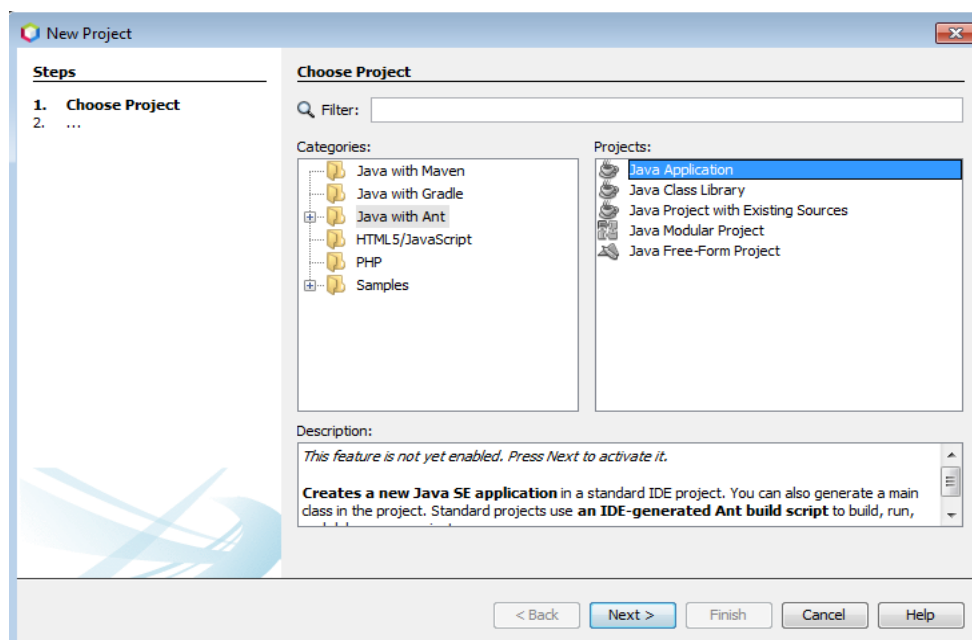 New Project
Steps
1. Choose Project
2. ...
Choose Project
Filter:
Categories:
Java with Maven
Java with Gradle
Java with Ant
HTML5/JavaScript
PHP
Samples
Projects:
Java Application
Java Class Library
Java Project with Existing Sources
Java Modular Project
Java Free-Form Project
Description:
This feature is not yet enabled. Press Next to activate it.
Creates a new Java SE application in a standard IDE project. You can also generate a main
class in the project. Standard projects use an IDE-generated Ant build script to build, run,
< Back
Next >
Finish
Cancel
Help